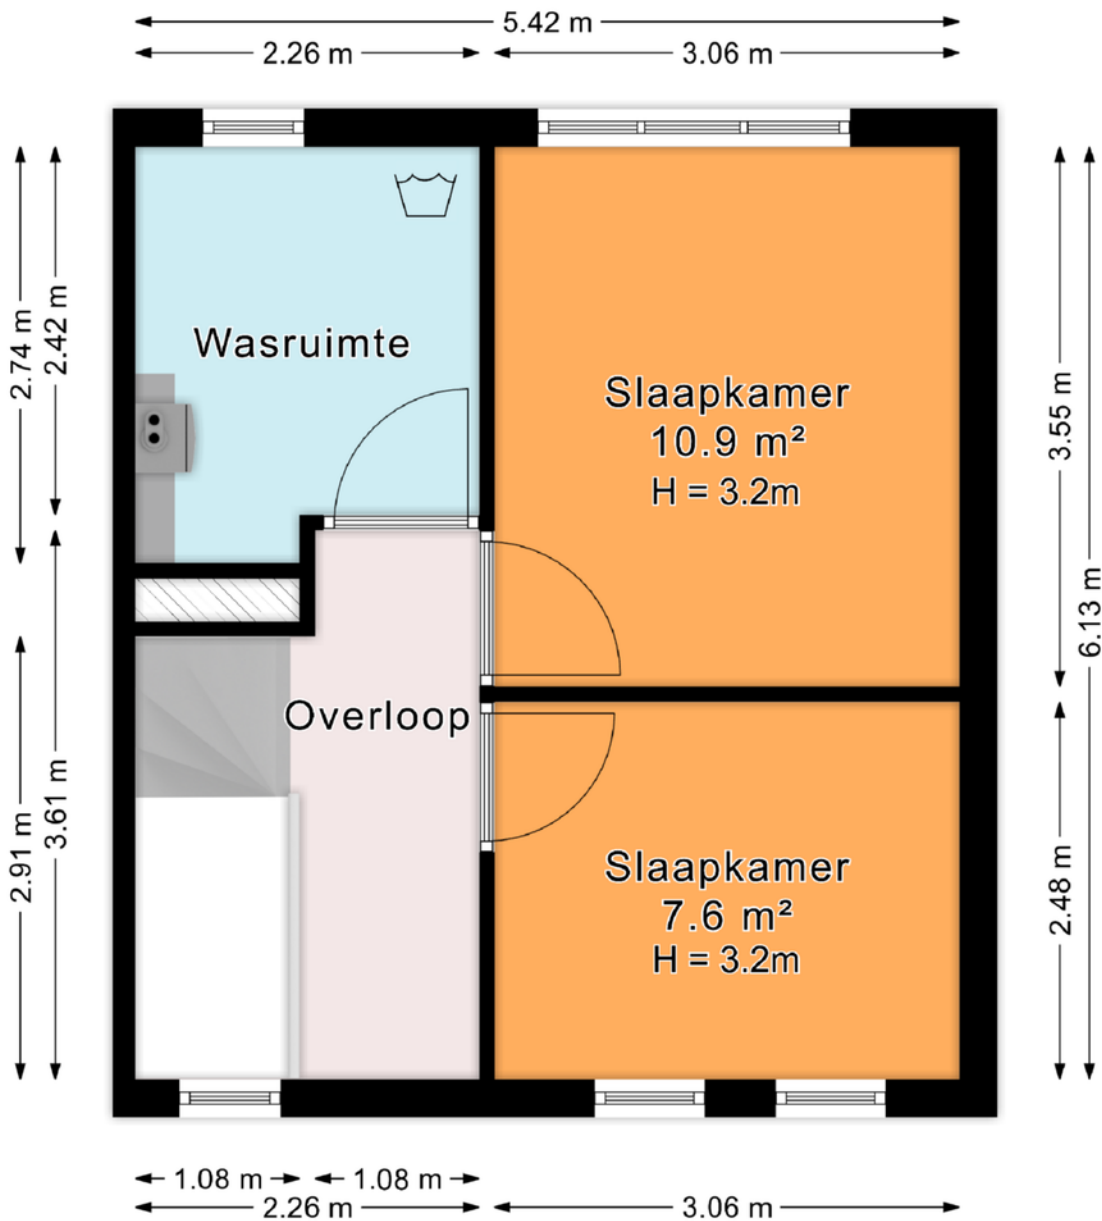 5.42 m
2.26 m
3.06 m
2.74 m
2.42 m
Wasruimte
Slaapkamer
10.9 m²
H = 3.2m
3.55 m
6.13 m
Overloop
2.91 m
3.61 m
Slaapkamer
7.6 m²
H = 3.2m
2.48 m
1.08 m
1.08 m
2.26 m
3.06 m